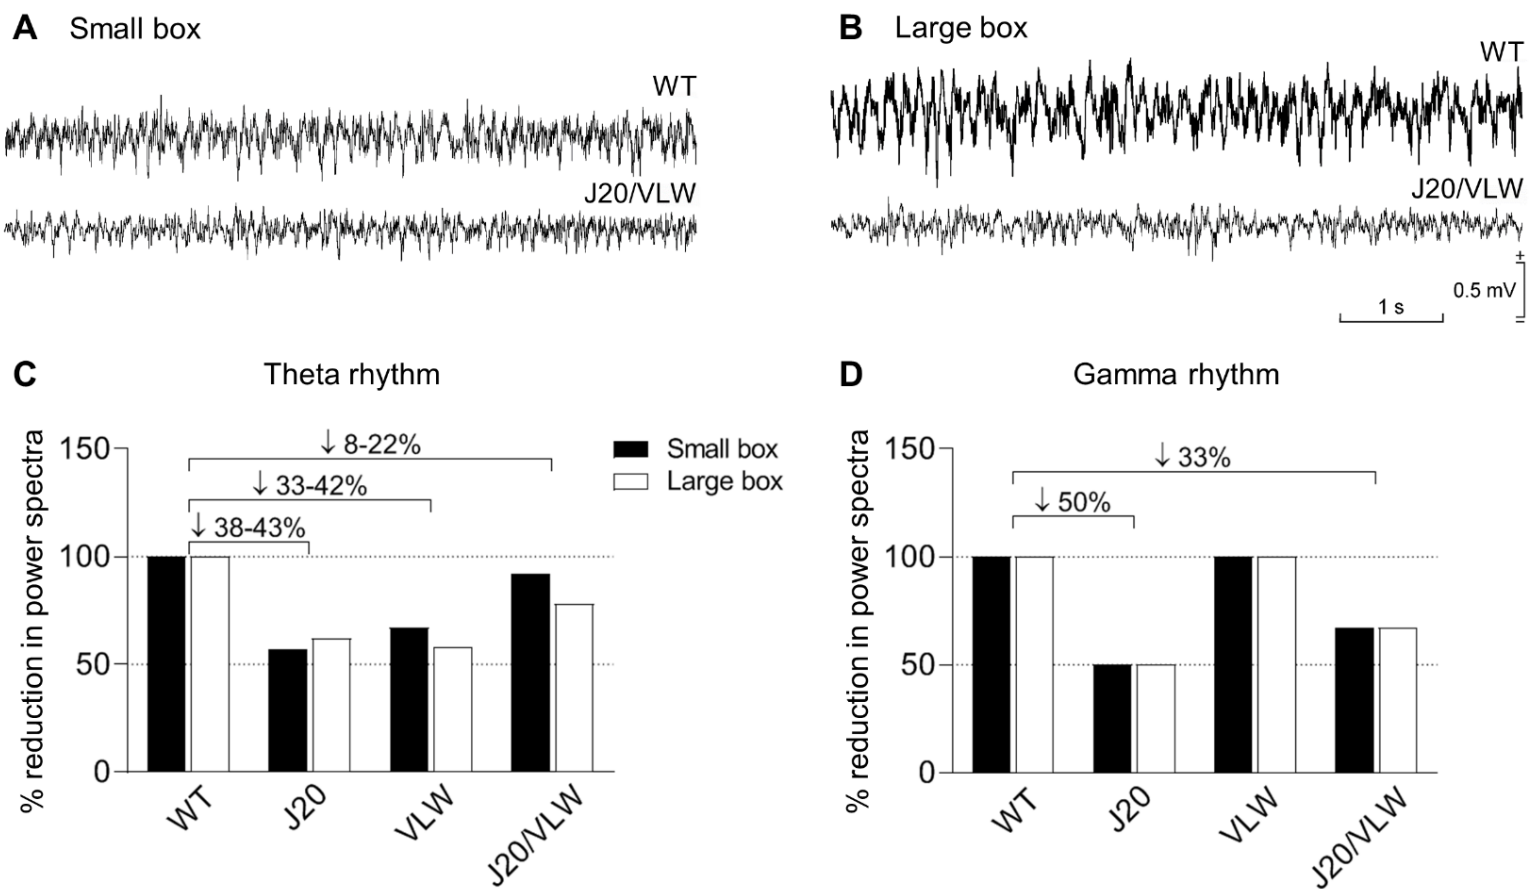 A Small box
WT
J20/VLW
B Large box
WT
J20/VLW
+
0.5 mV
=
1 s
C Theta rhythm
% reduction in power spectra
150
100
50
0
↓ 8-22%
↓ 33-42%
↓ 38-43%
Small box
Large box
WT
J20
VLW
J20/VLW
D Gamma rhythm
% reduction in power spectra
150
100
50
0
↓ 33%
↓ 50%
WT
J20
VLW
J20/VLW